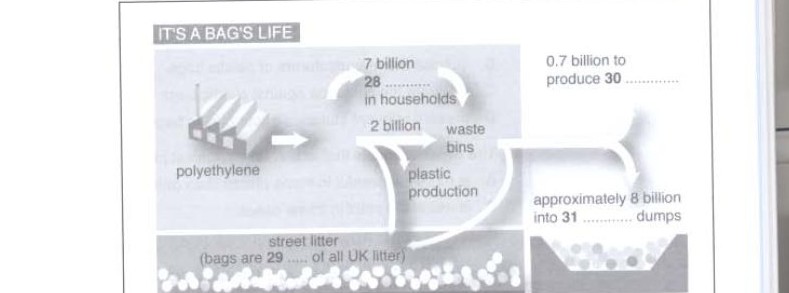 IT'S A BAG'S LIFE
7 billion
28 ...........
in households
0.7 billion to
produce 30 .............
2 billion
waste
bins
polyethylene
plastic
production
approximately 8 billion
into 31 ............ dumps
street litter
(bags are 29 ..... of all UK litter)